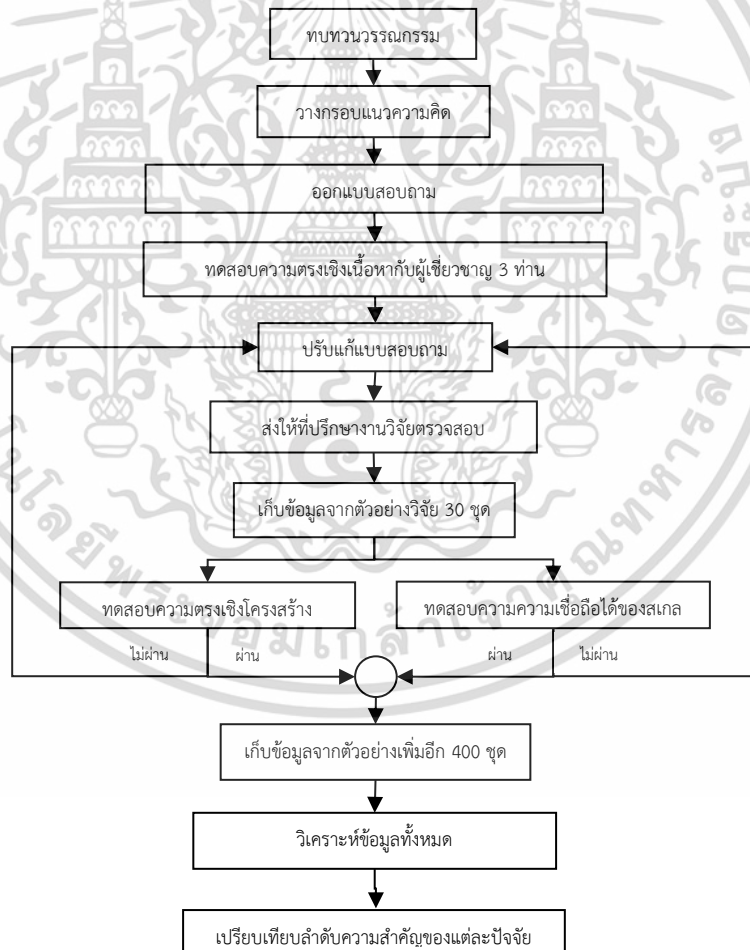 ทบทวนวรรณกรรม
วางกรอบแนวความคิด
ออกแบบสอบถาม
ทดสอบความตรงเชิงเนื้อหากับผู้เชี่ยวชาญ 3 ท่าน
ปรับแก้แบบสอบถาม
ส่งให้ที่ปรึกษางานวิจัยตรวจสอบ
เก็บข้อมูลจากตัวอย่างวิจัย 30 ชุด
ทดสอบความตรงเชิงโครงสร้าง
ทดสอบความความเชื่อถือได้ของสเกล
ไม่ผ่าน ผ่าน ผ่าน ไม่ผ่าน
เก็บข้อมูลจากตัวอย่างเพิ่มอีก 400 ชุด
วิเคราะห์ข้อมูลทั้งหมด
เปรียบเทียบลำดับความสำคัญของแต่ละปัจจัย